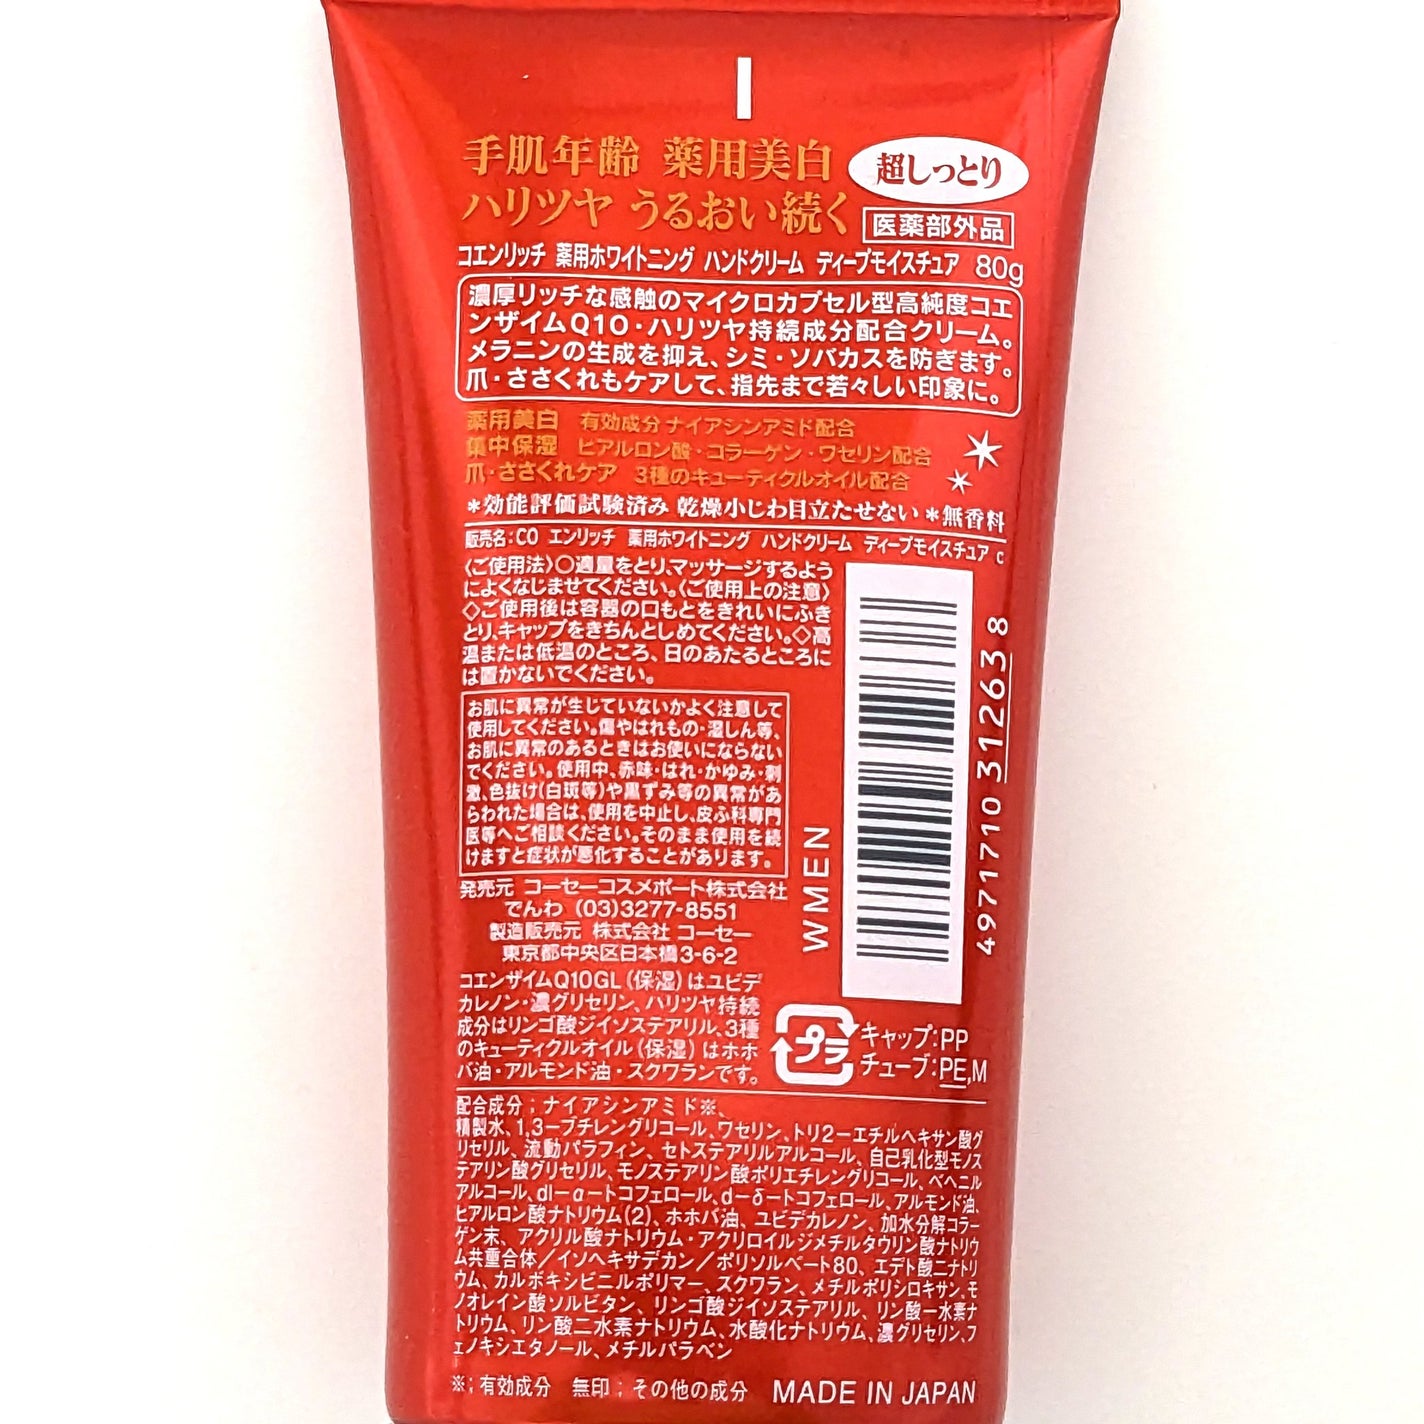 手肌年齢 薬用美白 超しっとり
ハリツヤ うるおい続く 医薬部外品
コエンリッチ 薬用ホワイトニング ハンドクリーム ディープモイスチュア 80g
濃厚リッチな感触のマイクロカプセル型高純度コエ
ンザイムQ10・ハリツヤ持続成分配合クリーム。
メラニンの生成を抑え、シミ・ソバカスを防ぎます。
爪・ささくれもケアして、指先まで若々しい印象に。
薬用美白 有効成分 ナイアシンアミド配合
集中保湿 ヒアルロン酸・コラーゲン・ワセリン配合
爪・ささくれケア 3種のキューティクルオイル配合
*効能評価試験済み 乾燥小じわ目立たせない *無香料
販売名:CO エンリッチ 薬用ホワイトニング ハンドクリーム ディープモイスチュア c
〈ご使用法〉○適量をとり、マッサージするよう
によくなじませてください。〈ご使用上の注意〉
◇ご使用後は容器の口もとをきれいにふき
とり、キャップをきちんとしめてください。◇高
温または低温のところ、日のあたるところに
は置かないでください。
お肌に異常が生じていないかよく注意して
使用してください。傷やはれもの・湿しん等、
お肌に異常のあるときはお使いにならない
でください。使用中、赤味・はれ・かゆみ・刺
激、色抜け(白斑等)や黒ずみ等の異常があ
らわれた場合は、使用を中止し、皮ふ科専門
医等へご相談ください。そのまま使用を続
けますと症状が悪化することがあります。
発売元 コーセーコスメポート株式会社
でんわ (03)3277-8551
製造販売元 株式会社 コーセー
東京都中央区日本橋3-6-2
WMEN
4971710 312638
コエンザイムQ10GL(保湿)はユビデ
カレノン・濃グリセリン、ハリツヤ持続
成分はリンゴ酸ジイソステアリル、3種
のキューティクルオイル(保湿)はホホ
バ油・アルモンド油・スクワランです。
プラ
キャップ:PP
チューブ:PE,M
配合成分:ナイアシンアミド※、
精製水、1,3ーブチレングリコール、ワセリン、トリ2ーエチルヘキサン酸グ
リセリル、流動パラフィン、セトステアリルアルコール、自己乳化型モノス
テアリン酸グリセリル、モノステアリン酸ポリエチレングリコール、ベヘニル
アルコール、dlーαートコフェロール、dーδートコフェロール、アルモンド油、
ヒアルロン酸ナトリウム(2)、ホホバ油、ユビデカレノン、加水分解コラー
ゲン末、アクリル酸ナトリウム・アクリロイルジメチルタウリン酸ナトリウ
ム共重合体/イソヘキサデカン/ポリソルベート80、エデト酸二ナトリ
ウム、カルボキシビニルポリマー、スクワラン、メチルポリシロキサン、モ
ノオレイン酸ソルビタン、リンゴ酸ジイソステアリル、リン酸一水素ナ
トリウム、リン酸二水素ナトリウム、水酸化ナトリウム、濃グリセリン、フ
ェノキシエタノール、メチルパラベン
※:有効成分 無印:その他の成分 MADE IN JAPAN